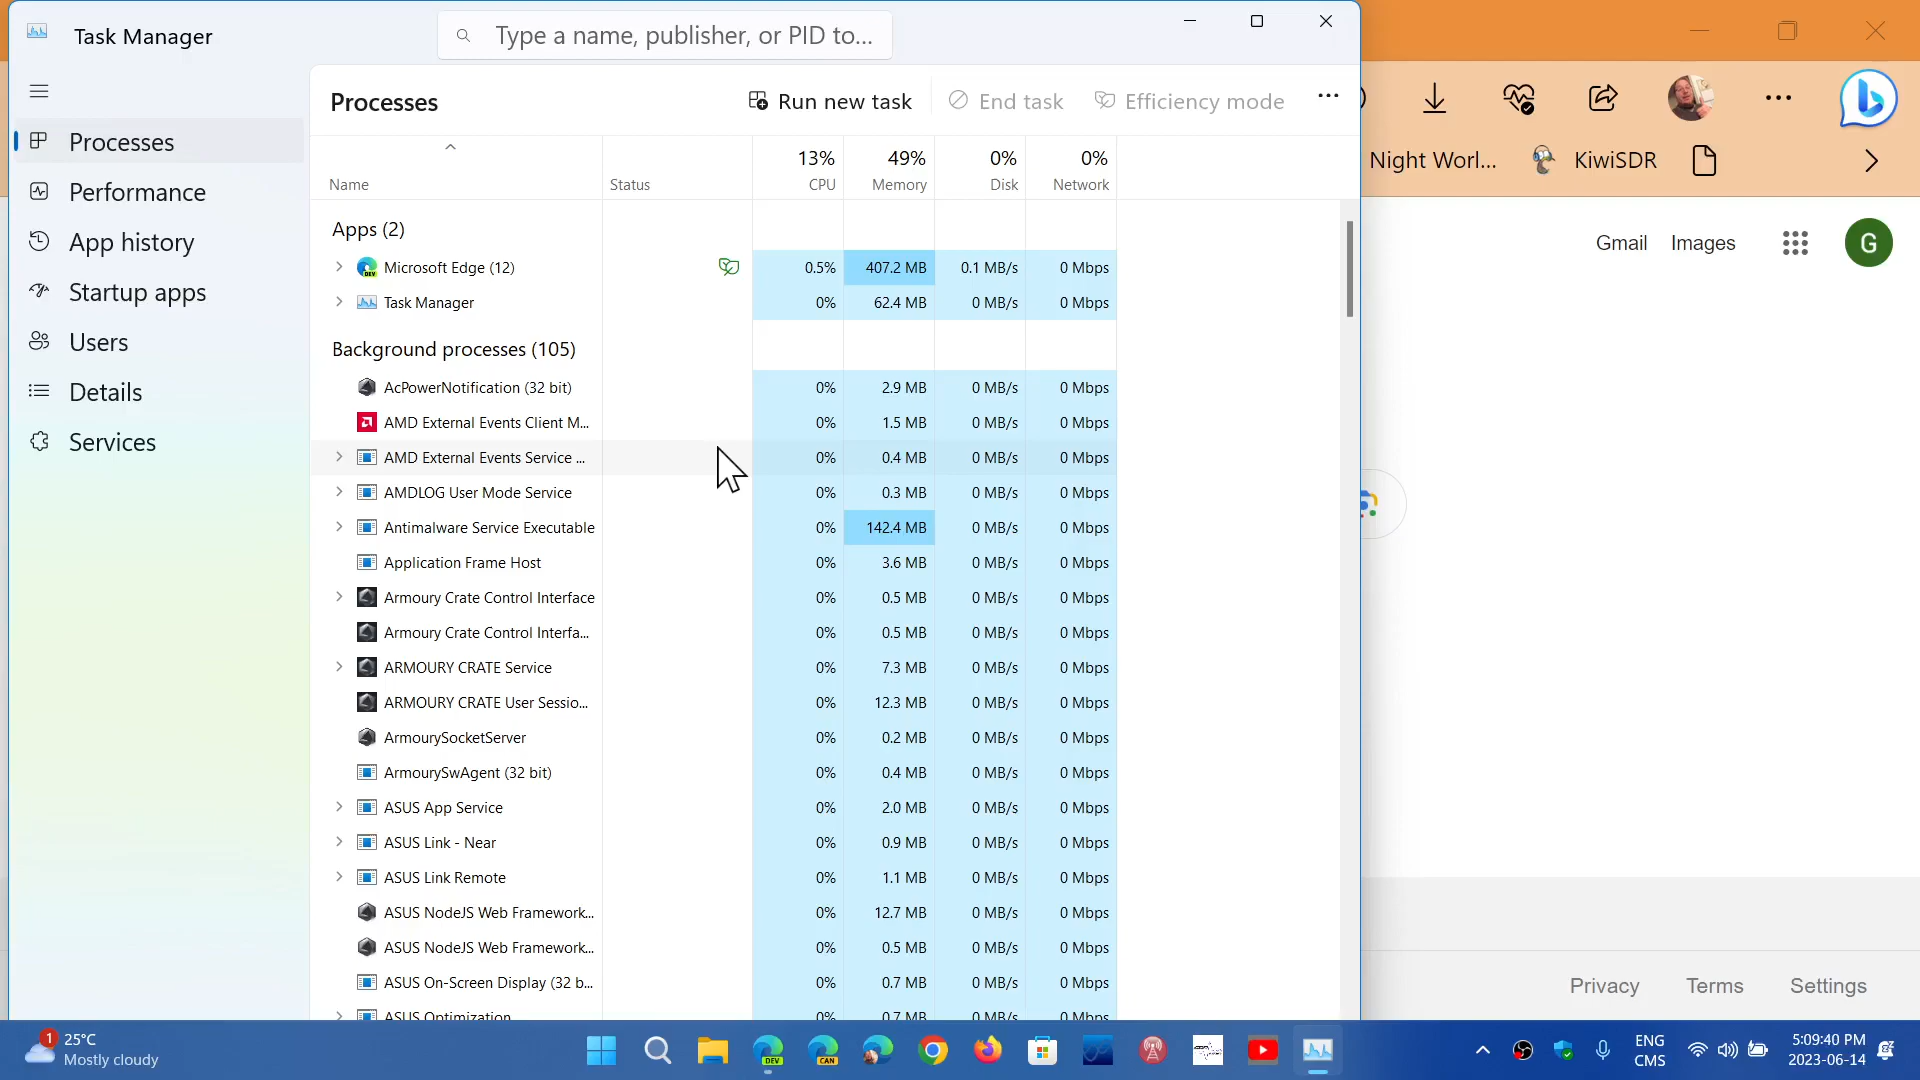 Task Manager
Type a name, publisher, or PID to...
Processes
Performance
App history
Startup apps
Users
Details
Services
Processes
Run new task
End task
Efficiency mode
13% 49% 0% 0%
Name Status CPU Memory Disk Network
Apps (2)
Microsoft Edge (12) 0.5% 407.2 MB 0.1 MB/s 0 Mbps
Task Manager 0% 62.4 MB 0 MB/s 0 Mbps
Background processes (105)
AcPowerNotification (32 bit) 0% 2.9 MB 0 MB/s 0 Mbps
AMD External Events Client M... 0% 1.5 MB 0 MB/s 0 Mbps
AMD External Events Service ... 0% 0.4 MB 0 MB/s 0 Mbps
AMDLOG User Mode Service 0% 0.3 MB 0 MB/s 0 Mbps
Antimalware Service Executable 0% 142.4 MB 0 MB/s 0 Mbps
Application Frame Host 0% 3.6 MB 0 MB/s 0 Mbps
Armoury Crate Control Interface 0% 0.5 MB 0 MB/s 0 Mbps
Armoury Crate Control Interfa... 0% 0.5 MB 0 MB/s 0 Mbps
ARMOURY CRATE Service 0% 7.3 MB 0 MB/s 0 Mbps
ARMOURY CRATE User Sessio... 0% 12.3 MB 0 MB/s 0 Mbps
ArmourySocketServer 0% 0.2 MB 0 MB/s 0 Mbps
ArmourySwAgent (32 bit) 0% 0.4 MB 0 MB/s 0 Mbps
ASUS App Service 0% 2.0 MB 0 MB/s 0 Mbps
ASUS Link - Near 0% 0.9 MB 0 MB/s 0 Mbps
ASUS Link Remote 0% 1.1 MB 0 MB/s 0 Mbps
ASUS NodeJS Web Framework... 0% 12.7 MB 0 MB/s 0 Mbps
ASUS NodeJS Web Framework... 0% 0.5 MB 0 MB/s 0 Mbps
ASUS On-Screen Display (32 b... 0% 0.7 MB 0 MB/s 0 Mbps
ASUS Optimization 0% 0.7 MB 0 MB/s 0 Mbps
Night Worl... KiwiSDR
Gmail Images G
Privacy Terms Settings
1 25°C
Mostly cloudy
DEV CAN
ENG
CMS
5:09:40 PM
2023-06-14